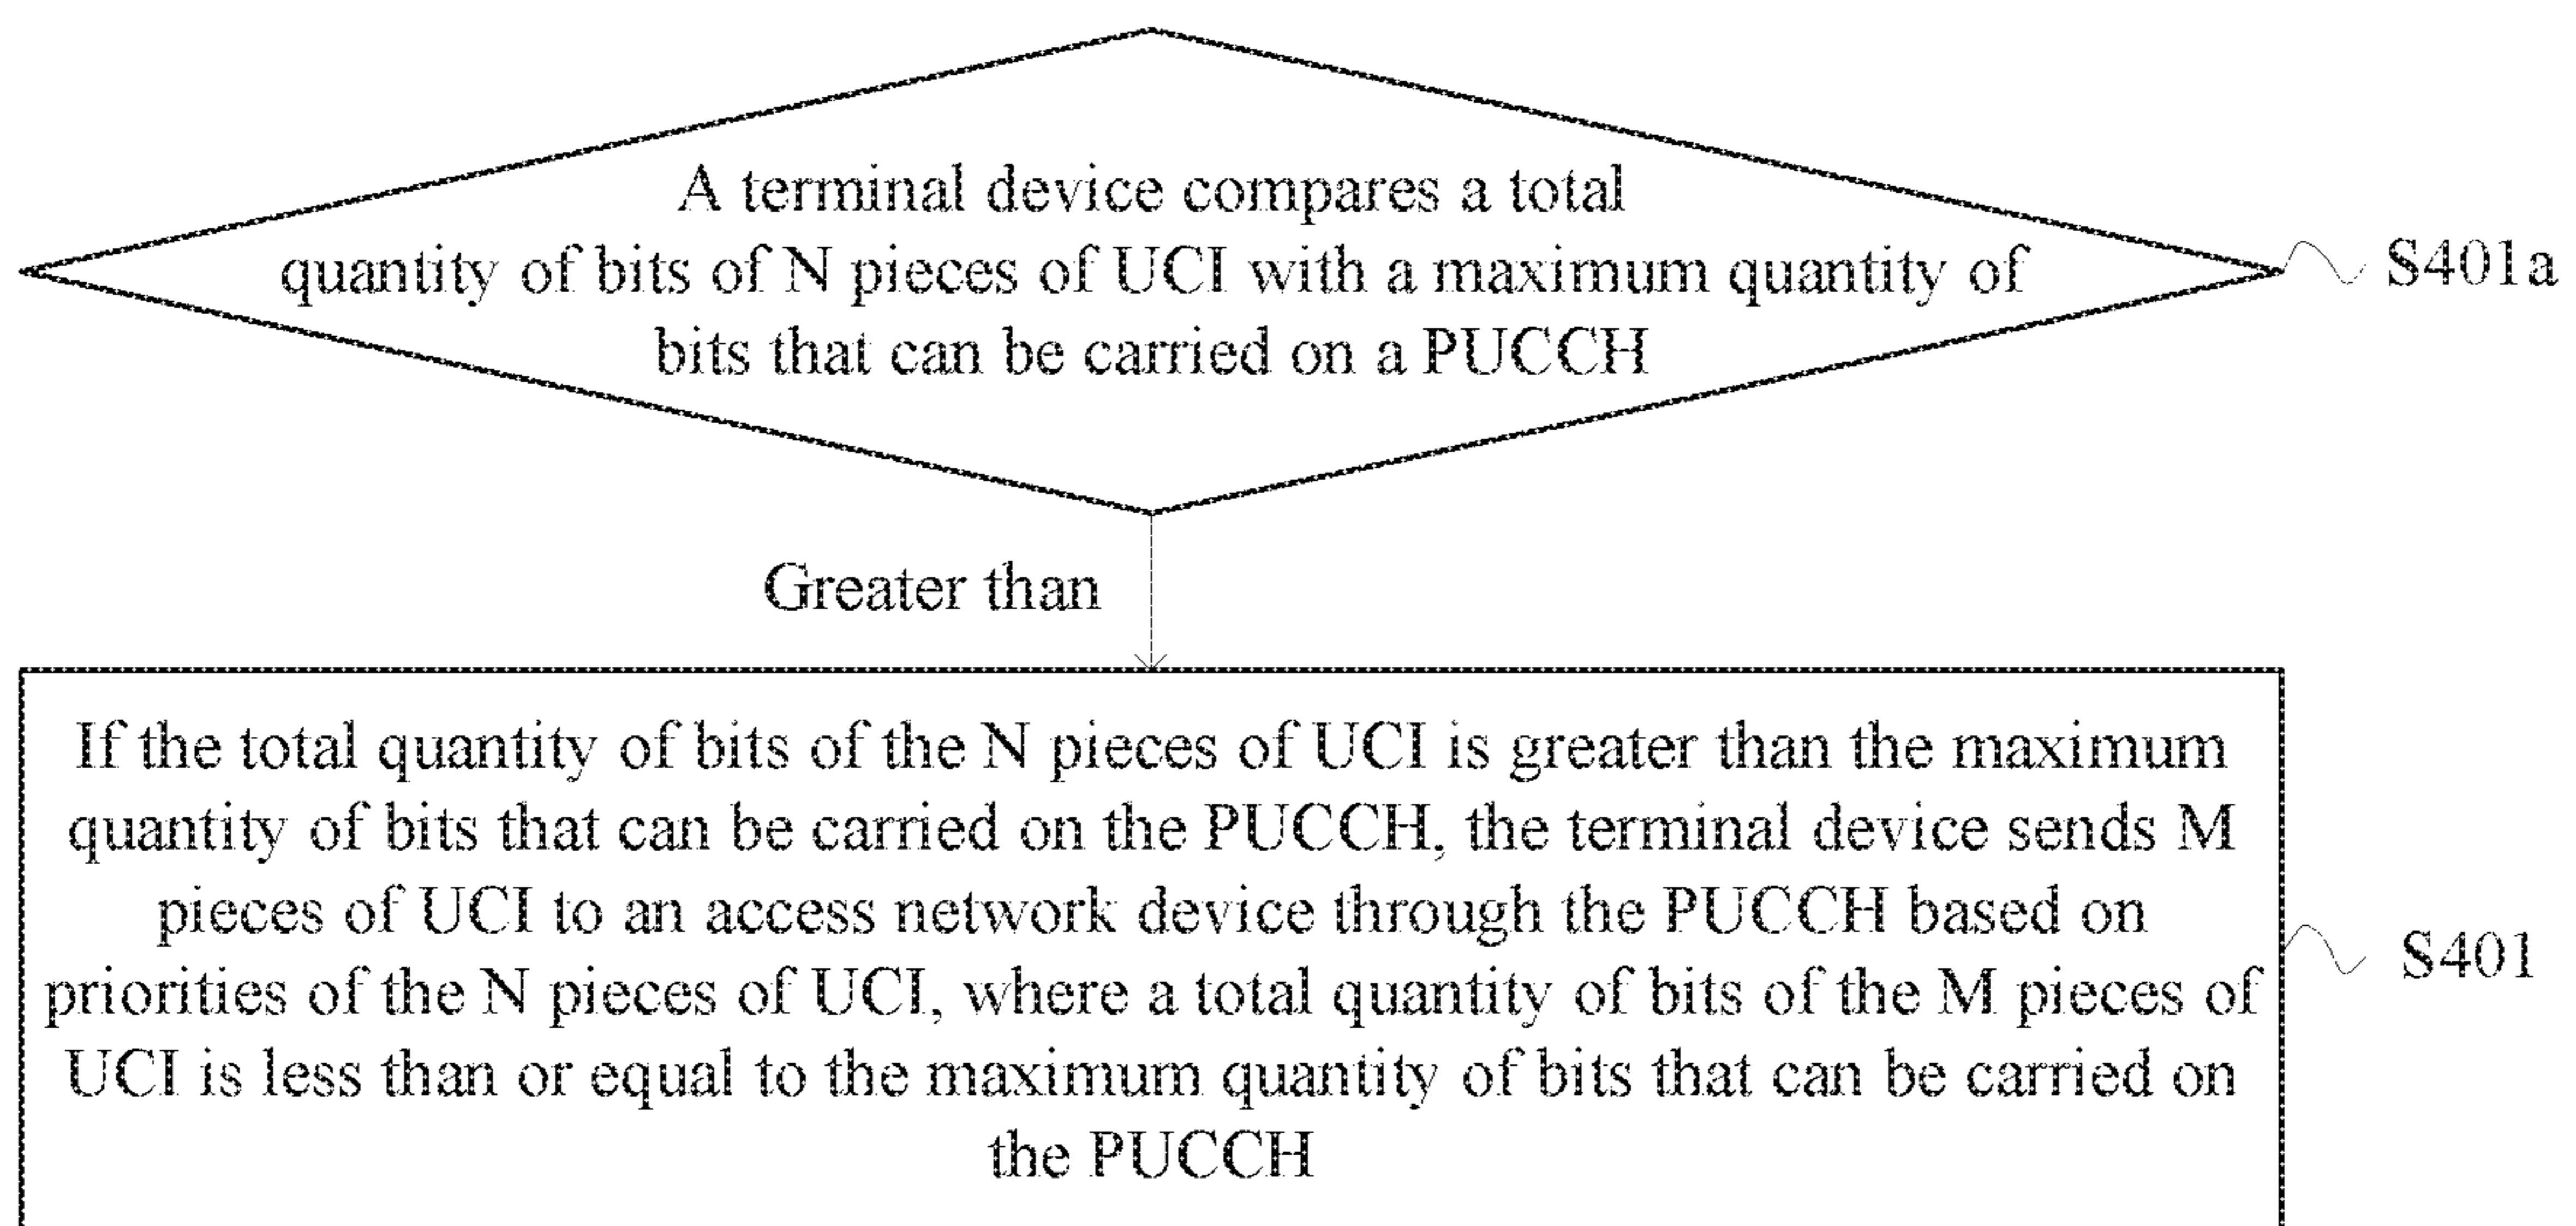 A terminal device compares a total
quantity of bits of N pieces of UCI with a maximum quantity of
bits that can be carried on a PUCCH
S401a
Greater than
If the total quantity of bits of the N pieces of UCI is greater than the maximum
quantity of bits that can be carried on the PUCCH, the terminal device sends M
pieces of UCI to an access network device through the PUCCH based on
priorities of the N pieces of UCI, where a total quantity of bits of the M pieces of
UCI is less than or equal to the maximum quantity of bits that can be carried on
the PUCCH
S401